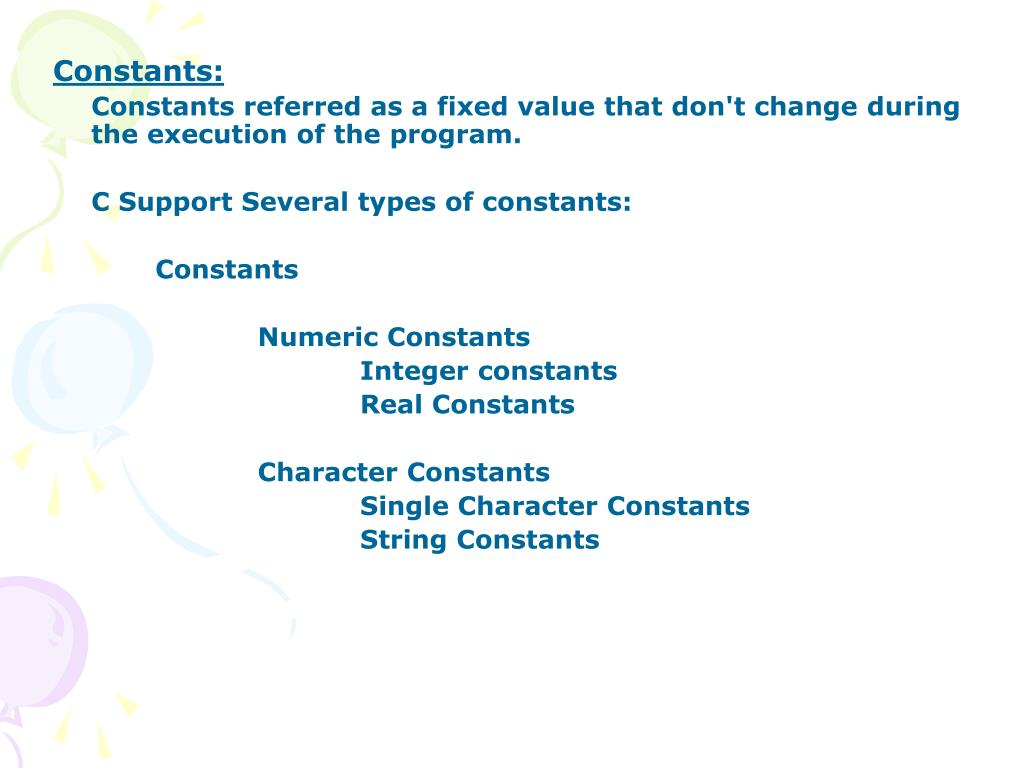 Constants:
Constants referred as a fixed value that don't change during
the execution of the program.
C Support Several types of constants:
Constants
Numeric Constants
Integer constants
Real Constants
Character Constants
Single Character Constants
String Constants